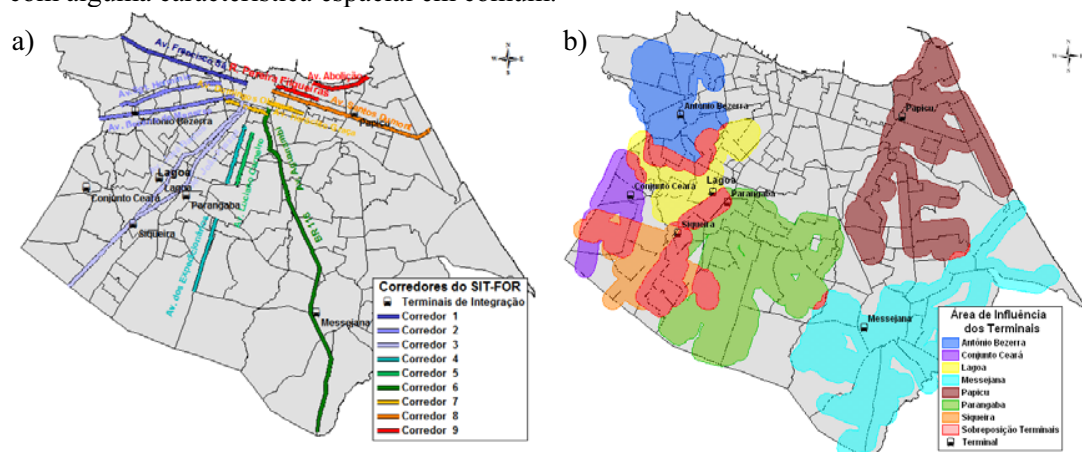 com alguma característica espacial em comum.
a)
b)
Av. Francisco Sá
R. Pereira Filgueiras
Av. Abolição
Av. Santos Dumont
Papicu
Antônio Bezerra
Lagoa
Lagoa
Conjunto Ceará
Parangaba
Siqueira
Av. dos Expedicionários
BR 116
Messejana
Corredores do SIT-FOR
Terminais de Integração
Corredor 1
Corredor 2
Corredor 3
Corredor 4
Corredor 5
Corredor 6
Corredor 7
Corredor 8
Corredor 9
Antônio Bezerra
Papicu
Conjunto Ceará
Lagoa
Parangaba
Siqueira
Messejana
Área de Influência
dos Terminais
Antônio Bezerra
Conjunto Ceará
Lagoa
Messejana
Papicu
Parangaba
Siqueira
Sobreposição Terminais
Terminal